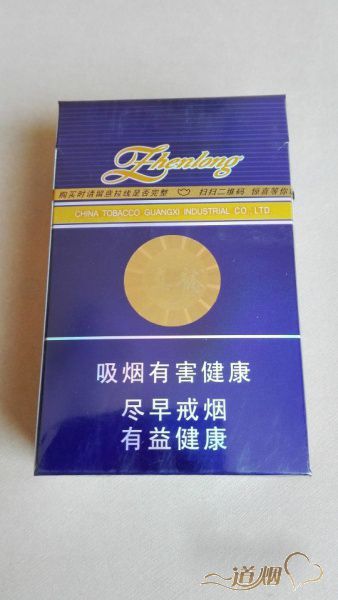 Zhenlong
购买时请留意拉线是否完整 扫扫二维码 惊喜等你
CHINA TOBACCO GUANGXI INDUSTRIAL CO., LTD.
吸烟有害健康
尽早戒烟
有益健康
一道烟